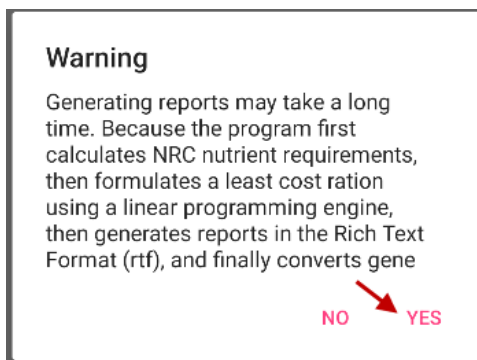 Warning
Generating reports may take a long
time. Because the program first
calculates NRC nutrient requirements,
then formulates a least cost ration
using a linear programming engine,
then generates reports in the Rich Text
Format (rtf), and finally converts gene
NO YES